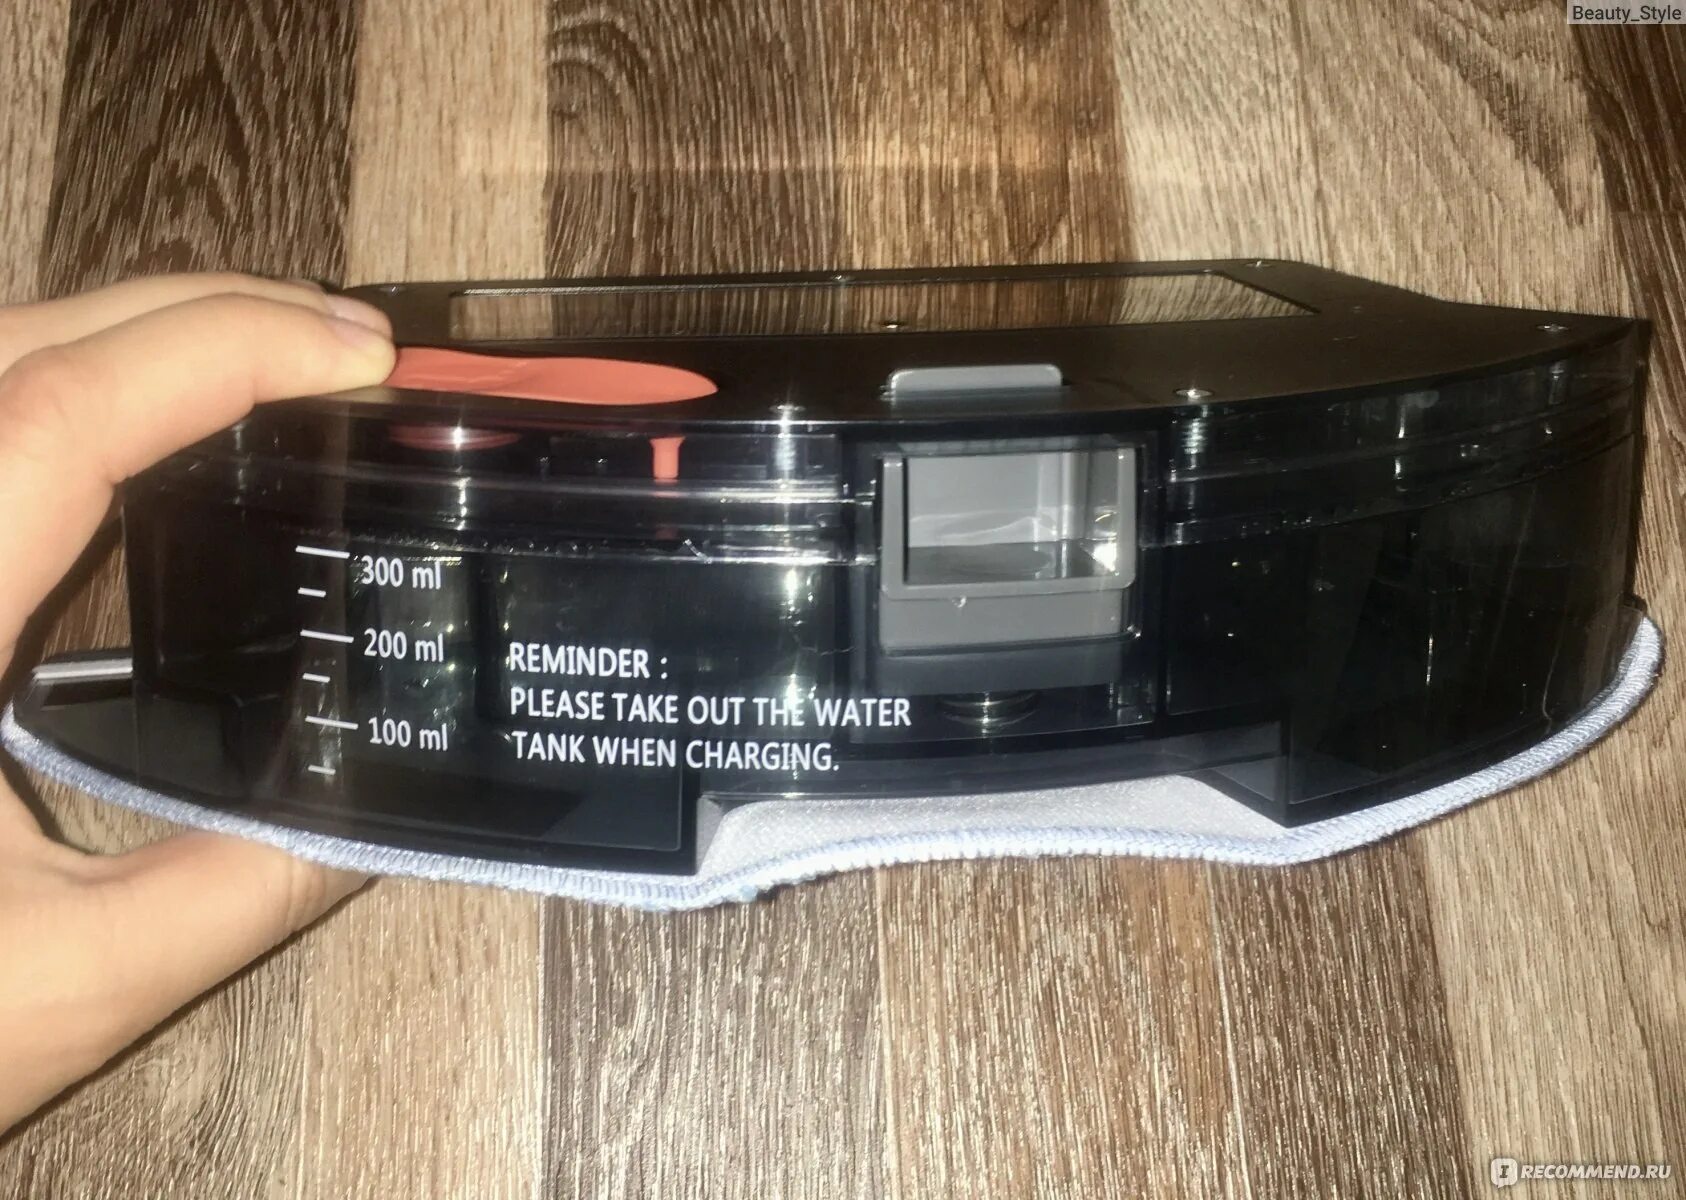 Beauty_Style
300 ml
200 ml
100 ml
REMINDER :
PLEASE TAKE OUT THE WATER
TANK WHEN CHARGING.
I RECOMMEND.RU